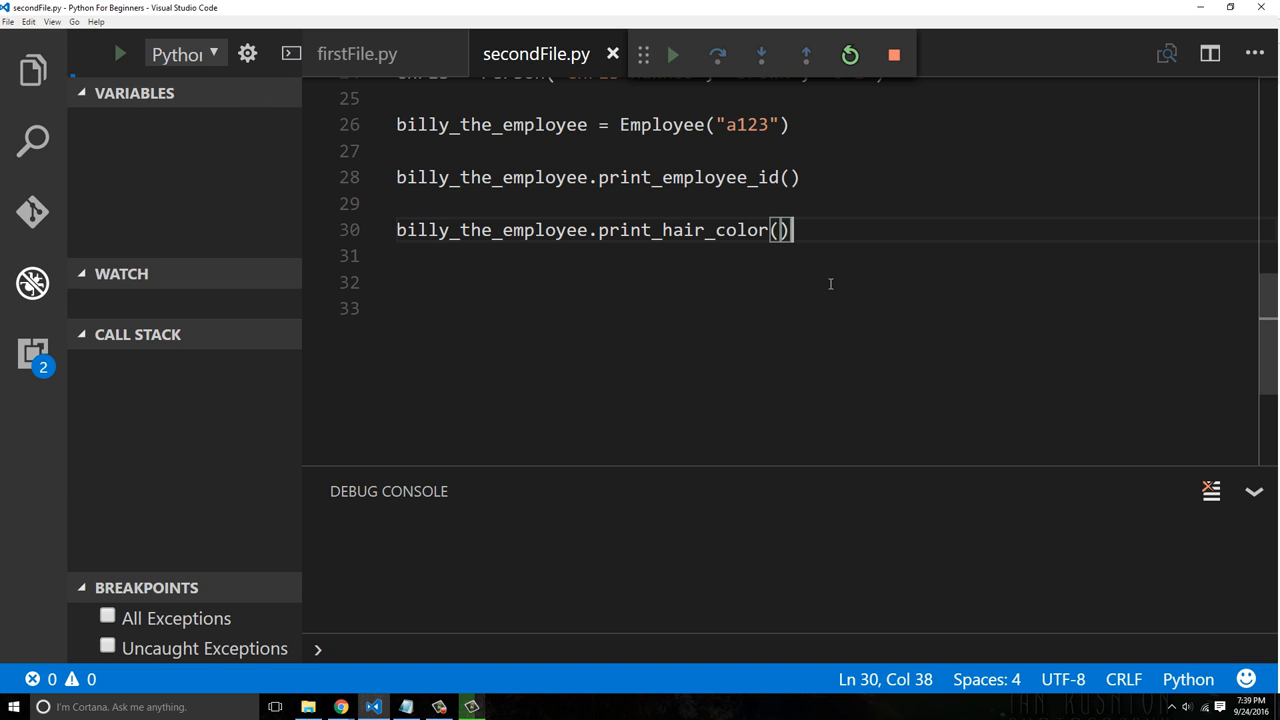 secondFile.py - Python For Beginners - Visual Studio Code
File Edit View Go Help
Pythor
firstFile.py
secondFile.py
VARIABLES
25
26 billy_the_employee = Employee("a123")
27
28 billy_the_employee.print_employee_id()
29
30 billy_the_employee.print_hair_color()
31
32
33
WATCH
CALL STACK
2
DEBUG CONSOLE
BREAKPOINTS
All Exceptions
Uncaught Exceptions
0 0
Ln 30, Col 38 Spaces: 4 UTF-8 CRLF Python
I'm Cortana. Ask me anything.
7:39 PM
9/24/2016